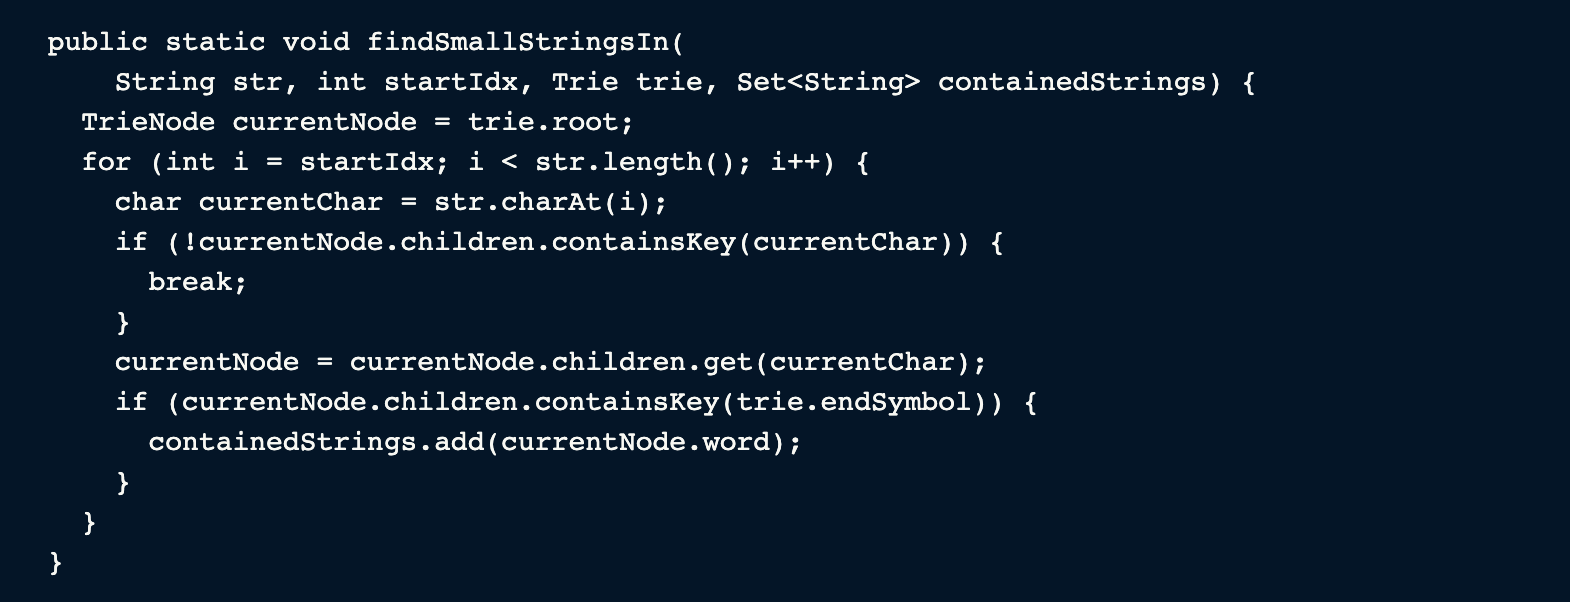 public static void findSmallStringsIn(
    String str, int startIdx, Trie trie, Set<String> containedStrings) {
  TrieNode currentNode = trie.root;
  for (int i = startIdx; i < str.length(); i++) {
    char currentChar = str.charAt(i);
    if (!currentNode.children.containsKey(currentChar)) {
      break;
    }
    currentNode = currentNode.children.get(currentChar);
    if (currentNode.children.containsKey(trie.endSymbol)) {
      containedStrings.add(currentNode.word);
    }
  }
}